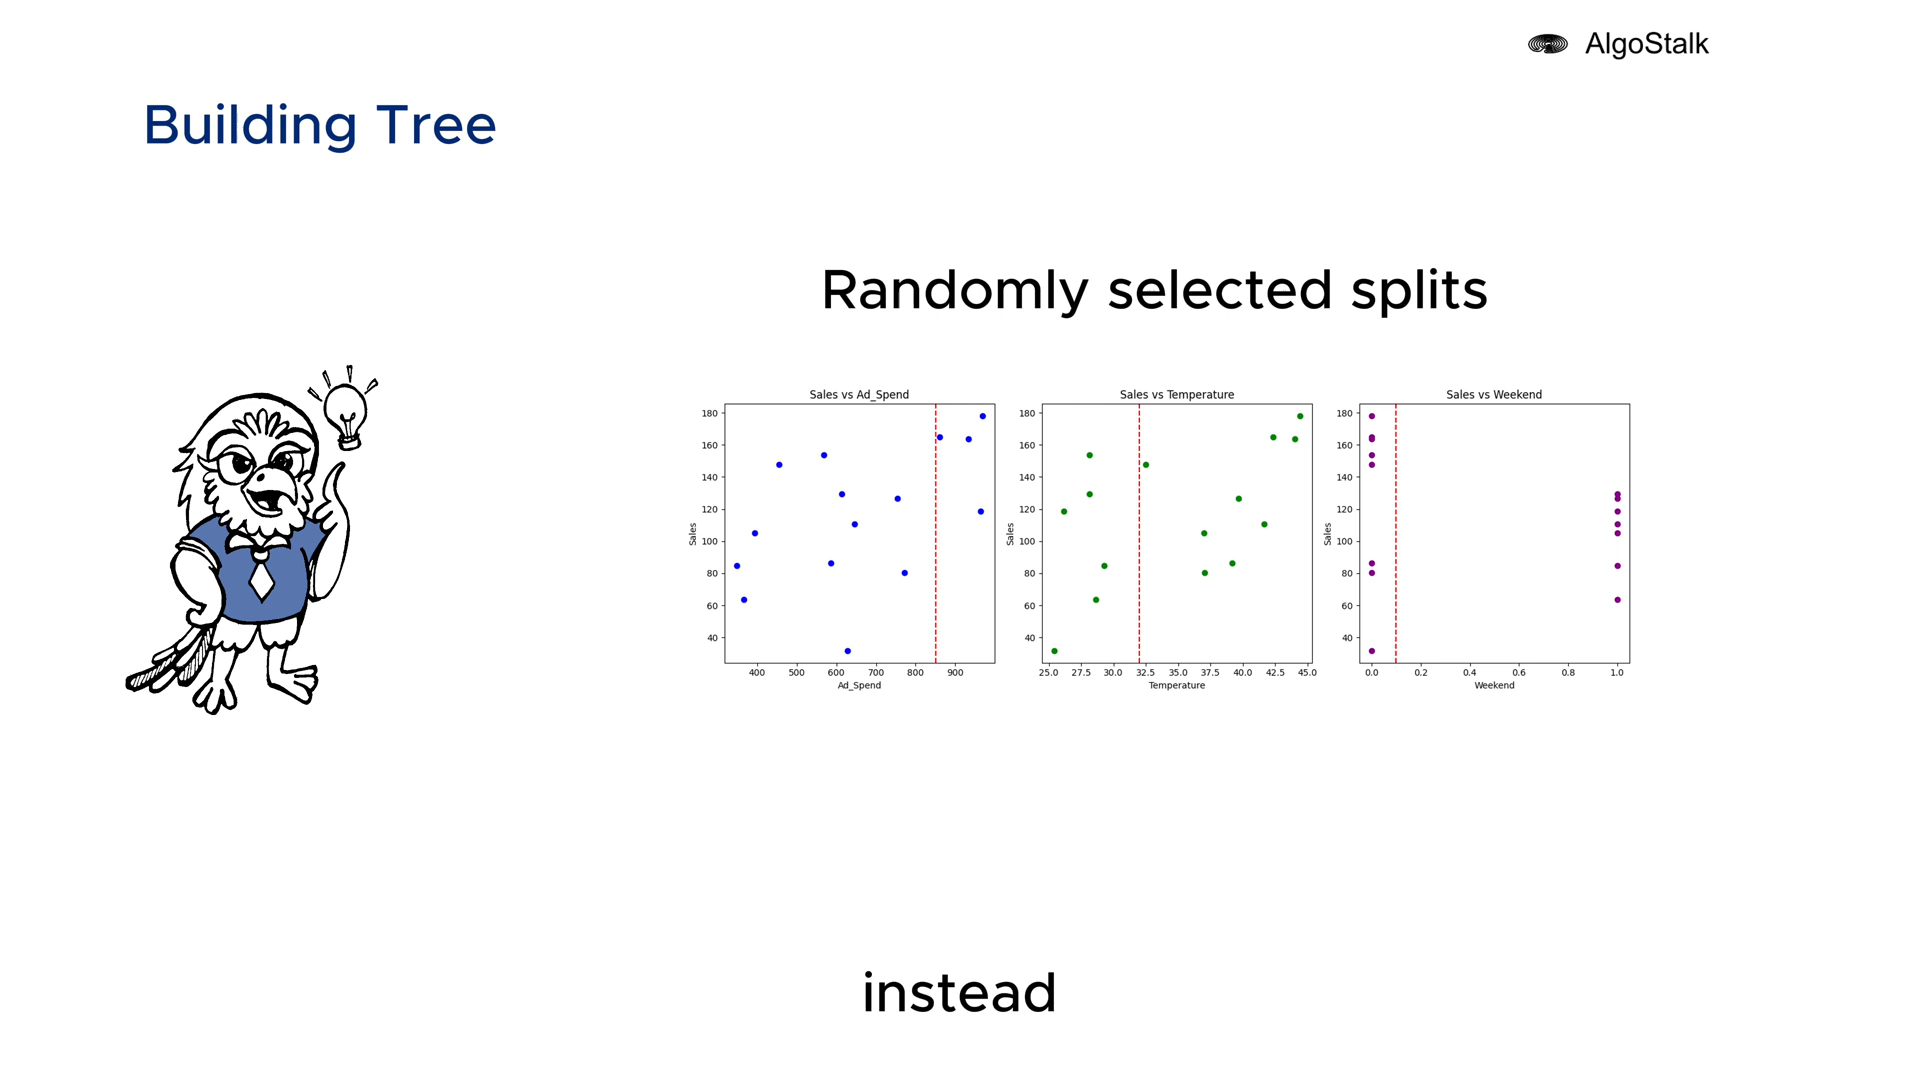 AlgoStalk
Building Tree
Randomly selected splits
Sales vs Ad_Spend
180
160
140
120
100
80
60
40
Sales
400 500 600 700 800 900
Ad_Spend
Sales vs Temperature
180
160
140
120
100
80
60
40
Sales
25.0 27.5 30.0 32.5 35.0 37.5 40.0 42.5 45.0
Temperature
Sales vs Weekend
180
160
140
120
100
80
60
40
Sales
0.0 0.2 0.4 0.6 0.8 1.0
Weekend
instead